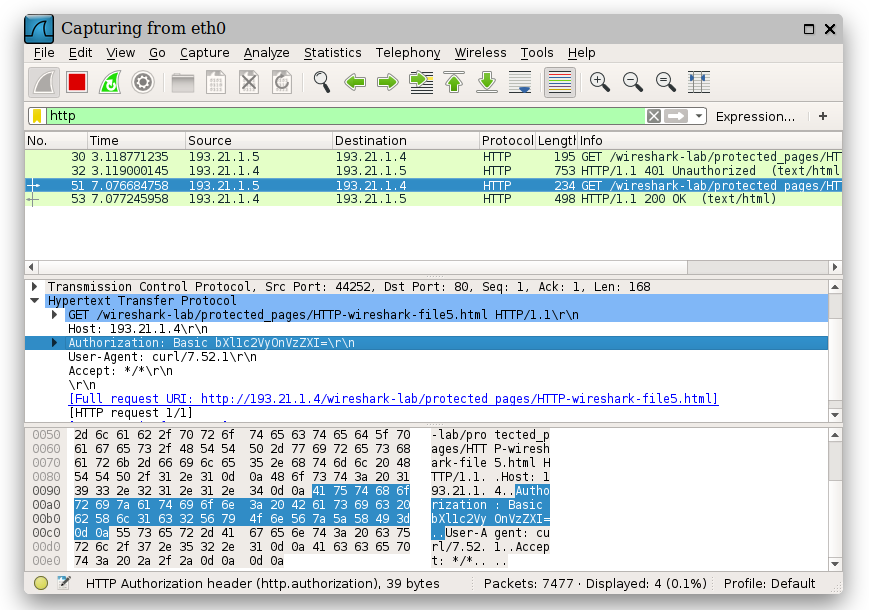 Capturing from eth0
File Edit View Go Capture Analyze Statistics Telephony Wireless Tools Help
http Expression... +
No. Time Source Destination Protocol Length Info
30 3.118771235 193.21.1.5 193.21.1.4 HTTP 195 GET /wireshark-lab/protected_pages/HT
32 3.119000145 193.21.1.4 193.21.1.5 HTTP 753 HTTP/1.1 401 Unauthorized (text/html
51 7.076684758 193.21.1.5 193.21.1.4 HTTP 234 GET /wireshark-lab/protected_pages/HT
53 7.077245958 193.21.1.4 193.21.1.5 HTTP 498 HTTP/1.1 200 OK (text/html)
Transmission Control Protocol, Src Port: 44252, Dst Port: 80, Seq: 1, Ack: 1, Len: 168
Hypertext Transfer Protocol
GET /wireshark-lab/protected_pages/HTTP-wireshark-file5.html HTTP/1.1\r\n
Host: 193.21.1.4\r\n
Authorization: Basic bXl1c2VyOnVzZXI=\r\n
User-Agent: curl/7.52.1\r\n
Accept: */*\r\n
\r\n
[Full request URI: http://193.21.1.4/wireshark-lab/protected_pages/HTTP-wireshark-file5.html]
[HTTP request 1/1]
0050 2d 6c 61 62 2f 70 72 6f 74 65 63 74 65 64 5f 70 -lab/pro tected_p
0060 61 67 65 73 2f 48 54 54 50 2d 77 69 72 65 73 68 ages/HTT P-wiresh
0070 61 72 6b 2d 66 69 6c 65 35 2e 68 74 6d 6c 20 48 ark-file 5.html H
0080 54 54 50 2f 31 2e 31 0d 0a 48 6f 73 74 3a 20 31 TTP/1.1. .Host: 1
0090 39 33 2e 32 31 2e 31 2e 34 0d 0a 41 75 74 68 6f 93.21.1. 4..Autho
00a0 72 69 7a 61 74 69 6f 6e 3a 20 42 61 73 69 63 20 rization : Basic
00b0 62 58 6c 31 63 32 56 79 4f 6e 56 7a 5a 58 49 3d bXl1c2Vy OnVzZXI=
00c0 0d 0a 55 73 65 72 2d 41 67 65 6e 74 3a 20 63 75 ..User-A gent: cu
00d0 72 6c 2f 37 2e 35 32 2e 31 0d 0a 41 63 63 65 70 rl/7.52. 1..Accep
00e0 74 3a 20 2a 2f 2a 0d 0a 0d 0a t: */*.. ..
HTTP Authorization header (http.authorization), 39 bytes Packets: 7477 · Displayed: 4 (0.1%) Profile: Default